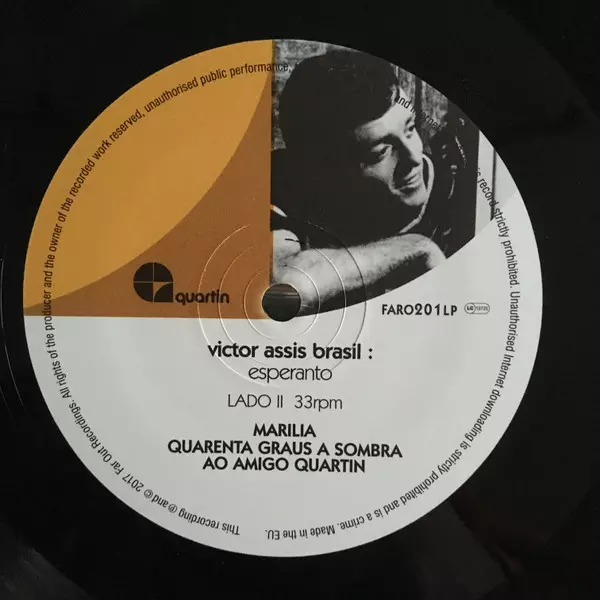 quartin
FARO201LP
LC
victor assis brasil :
esperanto
LADO II 33rpm
MARILIA
QUARENTA GRAUS A SOMBRA
AO AMIGO QUARTIN
This recording ℗ and © 2017 Far Out Recordings. All rights of the producer and the owner of the recorded work reserved, unauthorised public performance,
record strictly prohibited. Unauthorised Internet downloading is strictly prohibited and is a crime. Made in the EU.